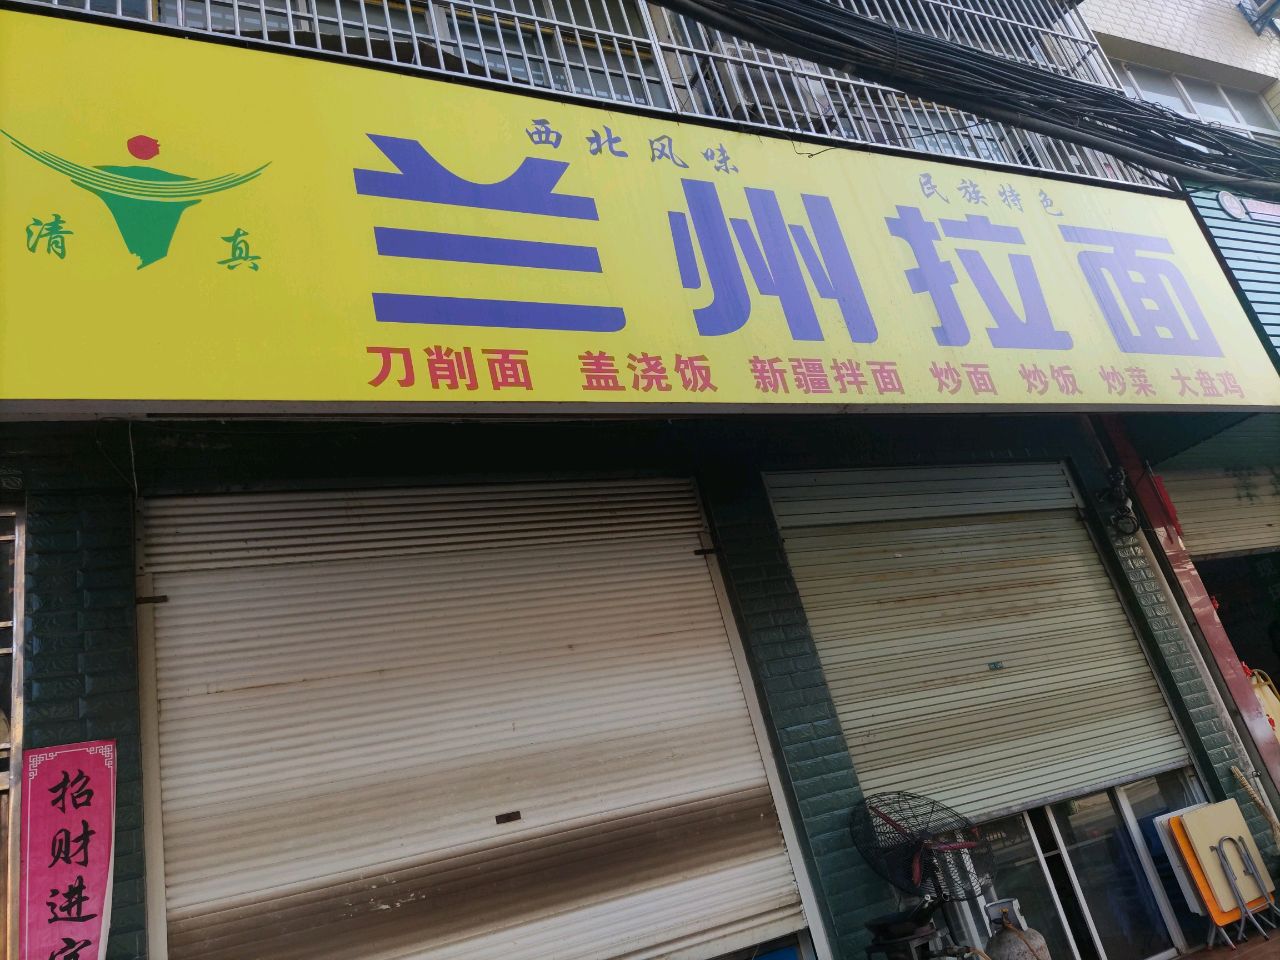 西北风味
民族特色
清真
兰州拉面
刀削面 盖浇饭 新疆拌面 炒面 炒饭 炒菜 大盘鸡
招财进